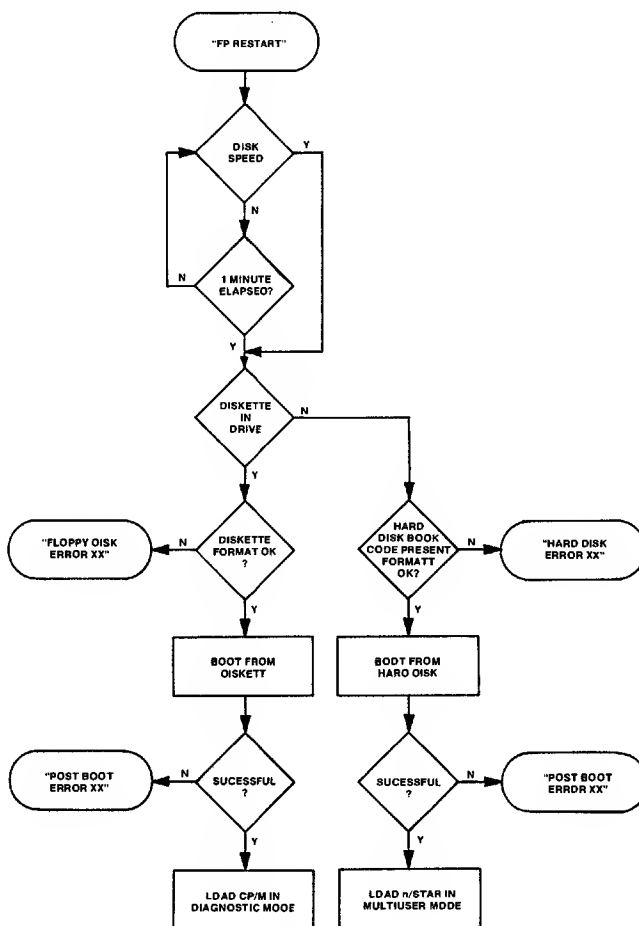 "FP RESTART"
DISK
SPEED
Y
N
1 MINUTE
ELAPSEO?
N
Y
DISKETTE
IN
DRIVE
N
Y
"FLOPPY OISK
ERROR XX"
N
DISKETTE
FORMAT OK
?
Y
HARD
DISK BOOK
CODE PRESENT
FORMATT
OK?
N
Y
"HARD DISK
ERROR XX"
BOOT FROM
OISKETT
BODT FROM
HARO OISK
"POST BOOT
ERROR XX"
N
SUCESSFUL
?
Y
SUCESSFUL
?
N
Y
"POST BOOT
ERRDR XX"
LDAD CP/M IN
DIAGNOSTIC MOOE
LDAD n/STAR IN
MULTIUSER MODE